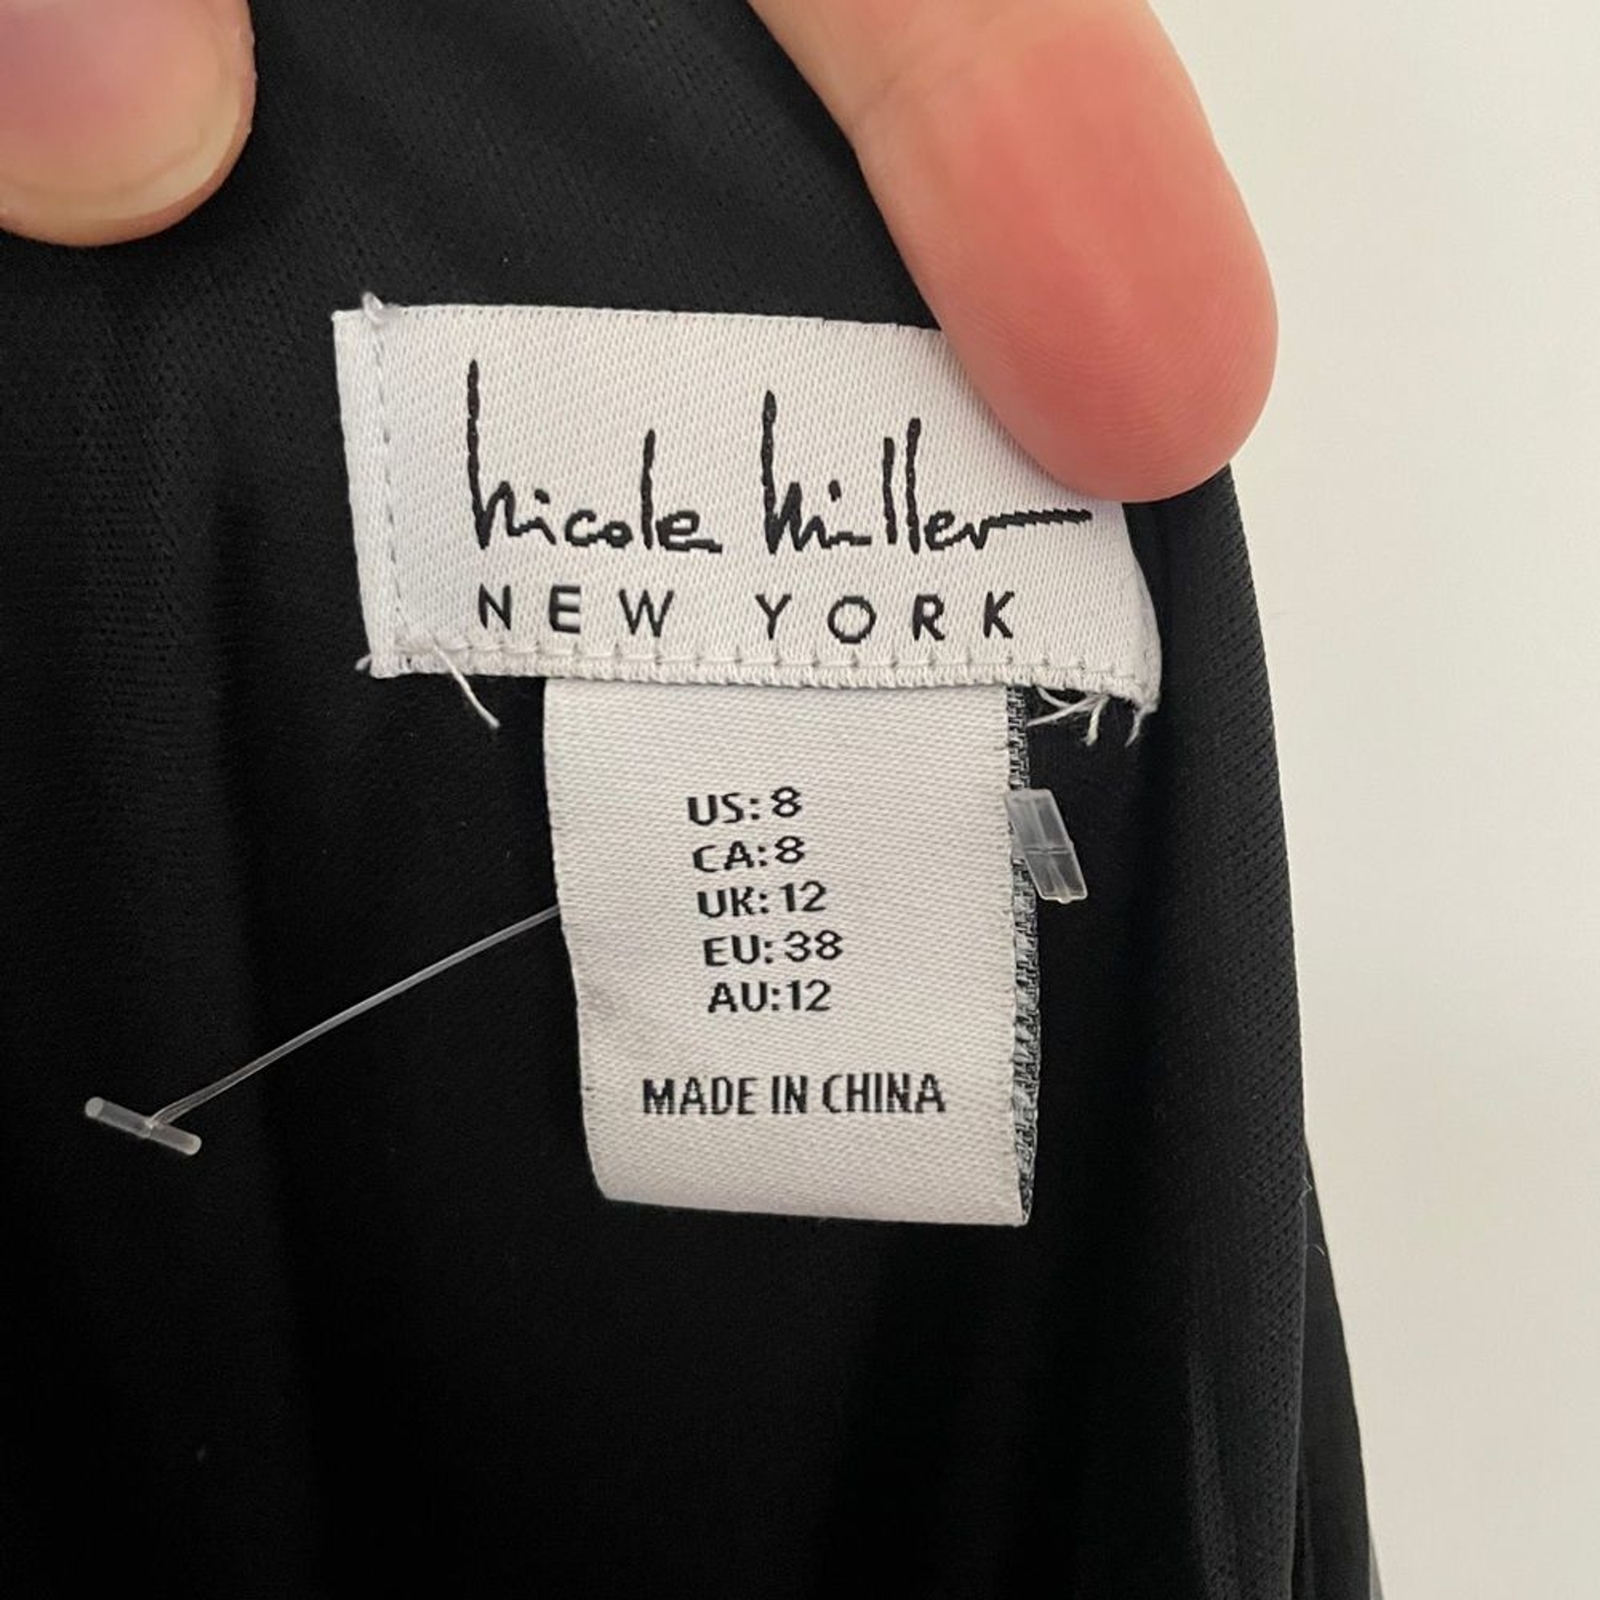 nicole miller
NEW YORK
US: 8
CA: 8
UK: 12
EU: 38
AU: 12
MADE IN CHINA